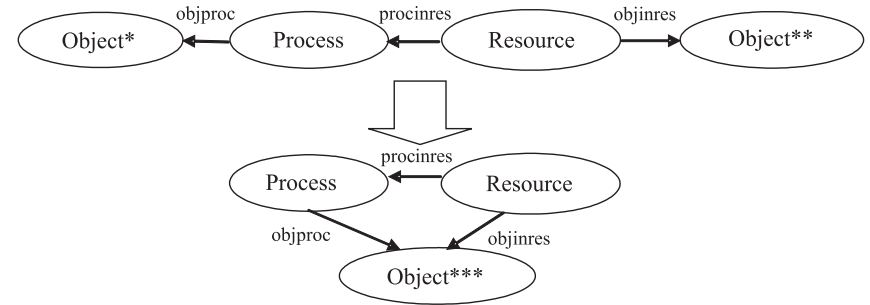 objproc procinres objinres
Object* Process Resource Object**
procinres
Process Resource
objproc objinres
Object***